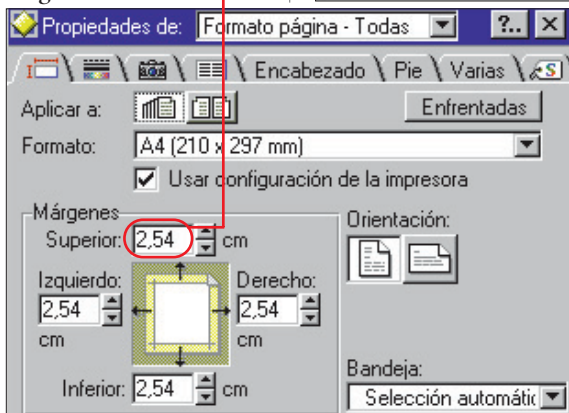 Propiedades de: Formato página - Todas ?..
Encabezado Pie Varias
Aplicar a: Enfrentadas
Formato: A4 (210 x 297 mm)
Usar configuración de la impresora
Márgenes
Orientación:
Superior: 2,54 cm
Izquierdo: Derecho:
2,54 2,54
cm cm
Bandeja:
Inferior: 2,54 cm
Selección automátic